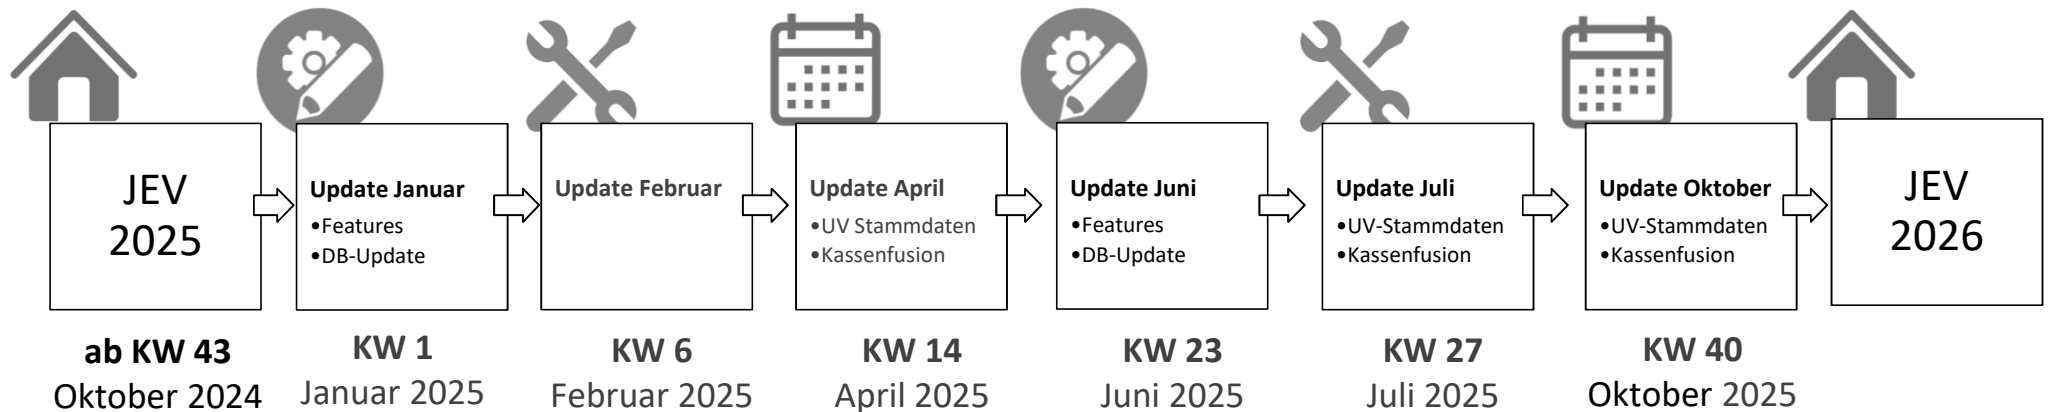 JEV
2025
Update Januar
•Features
•DB-Update
Update Februar
Update April
•UV Stammdaten
•Kassenfusion
Update Juni
•Features
•DB-Update
Update Juli
•UV-Stammdaten
•Kassenfusion
Update Oktober
•UV-Stammdaten
•Kassenfusion
JEV
2026
ab KW 43
Oktober 2024
KW 1
Januar 2025
KW 6
Februar 2025
KW 14
April 2025
KW 23
Juni 2025
KW 27
Juli 2025
KW 40
Oktober 2025